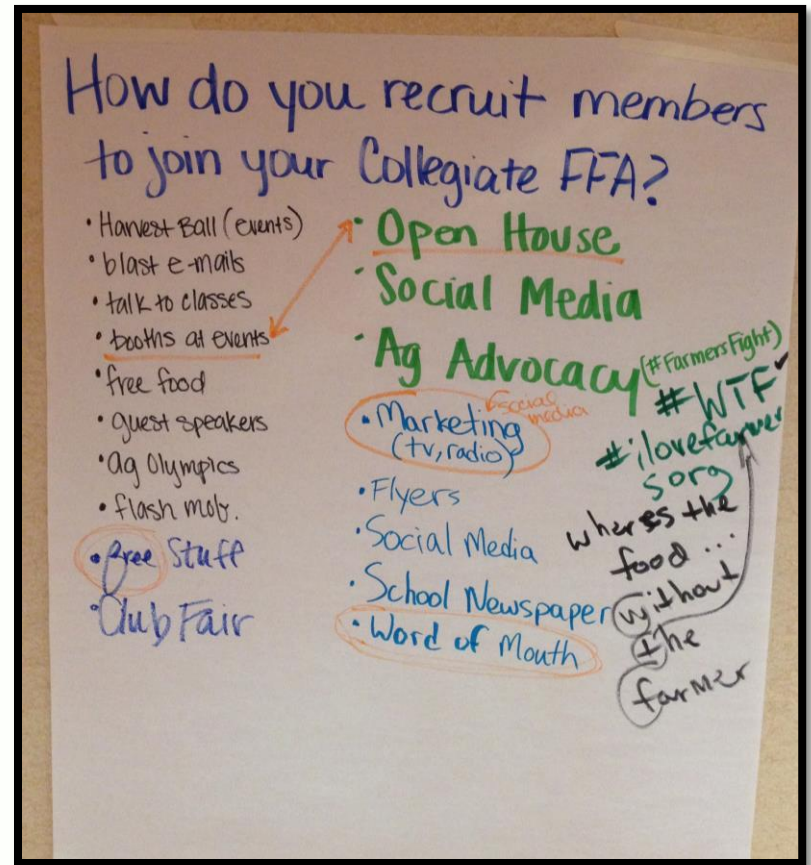 How do you recruit members
to join your Collegiate FFA?
• Harvest Ball (events)
• blast e-mails
• talk to classes
• booths at events
• free food
• guest speakers
• ag Olympics
• flash mob.
• Free Stuff
• Club Fair
• Open House
• Social Media
• Ag Advocacy (#FarmersFight)
• Marketing
(tv, radio)
social
media
• Flyers
• Social Media
• School Newspaper
• Word of Mouth
#WTF
#ilovefarmer
sorg
wheres the
food ...
without
the
farmer